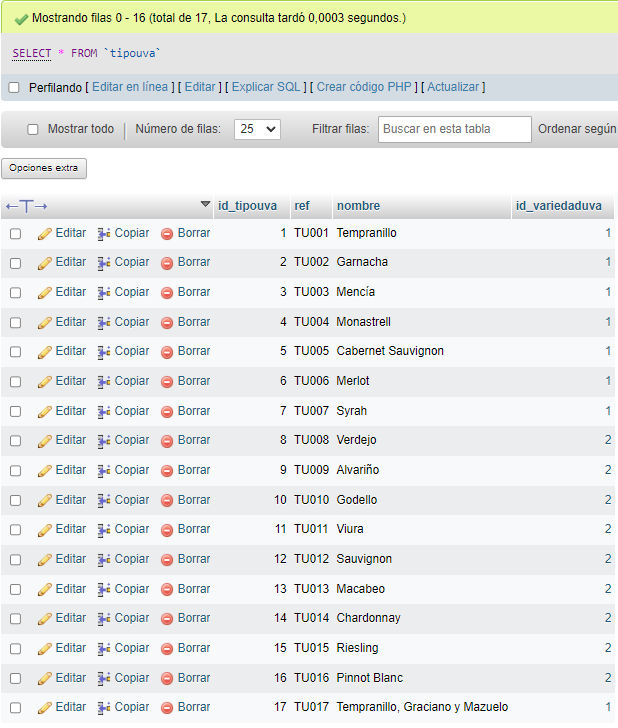 Mostrando filas 0 - 16 (total de 17, La consulta tardó 0,0003 segundos.)
SELECT * FROM `tipouva`
Perfilando [ Editar en línea ] [ Editar ] [ Explicar SQL ] [ Crear código PHP ] [ Actualizar ]
Mostrar todo | Número de filas: 25 Filtrar filas: Buscar en esta tabla Ordenar según
Opciones extra
←T→ id_tipouva ref nombre id_variedaduva
Editar Copiar Borrar 1 TU001 Tempranillo 1
Editar Copiar Borrar 2 TU002 Garnacha 1
Editar Copiar Borrar 3 TU003 Mencía 1
Editar Copiar Borrar 4 TU004 Monastrell 1
Editar Copiar Borrar 5 TU005 Cabernet Sauvignon 1
Editar Copiar Borrar 6 TU006 Merlot 1
Editar Copiar Borrar 7 TU007 Syrah 1
Editar Copiar Borrar 8 TU008 Verdejo 2
Editar Copiar Borrar 9 TU009 Alvariño 2
Editar Copiar Borrar 10 TU010 Godello 2
Editar Copiar Borrar 11 TU011 Viura 2
Editar Copiar Borrar 12 TU012 Sauvignon 2
Editar Copiar Borrar 13 TU013 Macabeo 2
Editar Copiar Borrar 14 TU014 Chardonnay 2
Editar Copiar Borrar 15 TU015 Riesling 2
Editar Copiar Borrar 16 TU016 Pinnot Blanc 2
Editar Copiar Borrar 17 TU017 Tempranillo, Graciano y Mazuelo 1